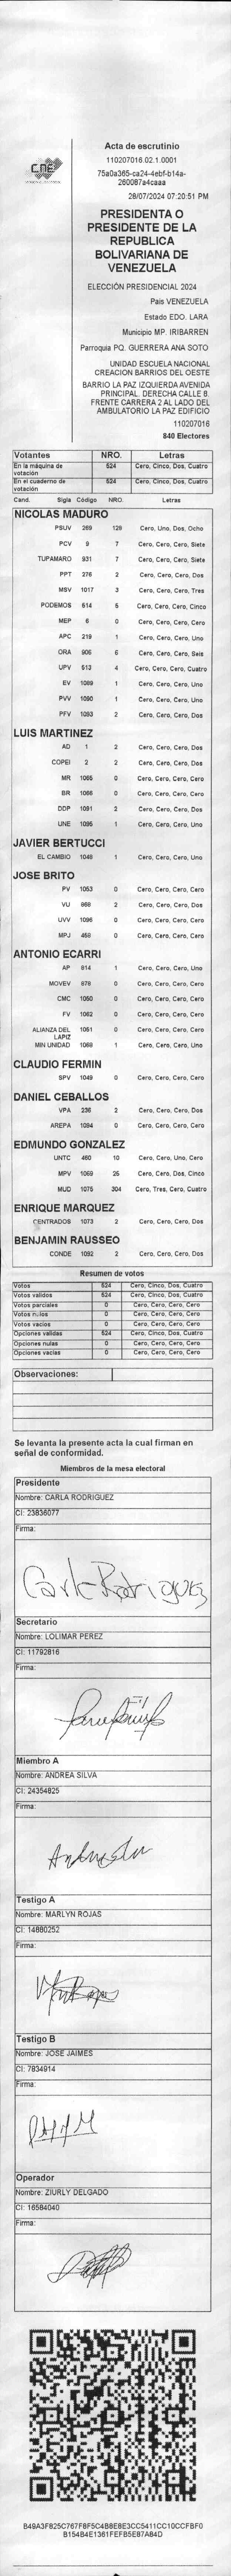 CNE
Acta de escrutinio
110207016.02.1.0001
75a0a365-ca24-4ebf-b14a-
260087a4caaa
28/07/2024 07:20:51 PM
PRESIDENTA O
PRESIDENTE DE LA
REPUBLICA
BOLIVARIANA DE
VENEZUELA
ELECCIÓN PRESIDENCIAL 2024
Pais VENEZUELA
Estado EDO. LARA
Municipio MP. IRIBARREN
Parroquia PQ. GUERRERA ANA SOTO
UNIDAD ESCUELA NACIONAL
CREACION BARRIOS DEL OESTE
BARRIO LA PAZ IZQUIERDA AVENIDA
PRINCIPAL. DERECHA CALLE 8.
FRENTE CARRERA 2 AL LADO DEL
AMBULATORIO LA PAZ EDIFICIO
110207016
840 Electores
Votantes NRO. Letras
En la máquina de votación 524 Cero, Cinco, Dos, Cuatro
En el cuaderno de votación 524 Cero, Cinco, Dos, Cuatro
Cand. Sigla Código NRO. Letras
NICOLAS MADURO
PSUV 269 128 Cero, Uno, Dos, Ocho
PCV 9 7 Cero, Cero, Cero, Siete
TUPAMARO 931 7 Cero, Cero, Cero, Siete
PPT 276 2 Cero, Cero, Cero, Dos
MSV 1017 3 Cero, Cero, Cero, Tres
PODEMOS 614 5 Cero, Cero, Cero, Cinco
MEP 6 0 Cero, Cero, Cero, Cero
APC 219 1 Cero, Cero, Cero, Uno
ORA 906 6 Cero, Cero, Cero, Seis
UPV 513 4 Cero, Cero, Cero, Cuatro
EV 1089 1 Cero, Cero, Cero, Uno
PVV 1090 1 Cero, Cero, Cero, Uno
PFV 1093 2 Cero, Cero, Cero, Dos
LUIS MARTINEZ
AD 1 2 Cero, Cero, Cero, Dos
COPEI 2 2 Cero, Cero, Cero, Dos
MR 1065 0 Cero, Cero, Cero, Cero
BR 1066 0 Cero, Cero, Cero, Cero
DDP 1091 2 Cero, Cero, Cero, Dos
UNE 1095 1 Cero, Cero, Cero, Uno
JAVIER BERTUCCI
EL CAMBIO 1048 1 Cero, Cero, Cero, Uno
JOSE BRITO
PV 1053 0 Cero, Cero, Cero, Cero
VU 868 2 Cero, Cero, Cero, Dos
UVV 1096 0 Cero, Cero, Cero, Cero
MPJ 458 0 Cero, Cero, Cero, Cero
ANTONIO ECARRI
AP 814 1 Cero, Cero, Cero, Uno
MOVEV 878 0 Cero, Cero, Cero, Cero
CMC 1050 0 Cero, Cero, Cero, Cero
FV 1062 0 Cero, Cero, Cero, Cero
ALIANZA DEL LAPIZ 1051 0 Cero, Cero, Cero, Cero
MIN UNIDAD 1068 1 Cero, Cero, Cero, Uno
CLAUDIO FERMIN
SPV 1049 0 Cero, Cero, Cero, Cero
DANIEL CEBALLOS
VPA 236 2 Cero, Cero, Cero, Dos
AREPA 1094 0 Cero, Cero, Cero, Cero
EDMUNDO GONZALEZ
UNTC 460 10 Cero, Cero, Uno, Cero
MPV 1069 25 Cero, Cero, Dos, Cinco
MUD 1075 304 Cero, Tres, Cero, Cuatro
ENRIQUE MARQUEZ
CENTRADOS 1073 2 Cero, Cero, Cero, Dos
BENJAMIN RAUSSEO
CONDE 1092 2 Cero, Cero, Cero, Dos
Resumen de votos
Votos 524 Cero, Cinco, Dos, Cuatro
Votos validos 524 Cero, Cinco, Dos, Cuatro
Votos parciales 0 Cero, Cero, Cero, Cero
Votos nulos 0 Cero, Cero, Cero, Cero
Votos vacios 0 Cero, Cero, Cero, Cero
Opciones validas 524 Cero, Cinco, Dos, Cuatro
Opciones nulas 0 Cero, Cero, Cero, Cero
Opciones vacias 0 Cero, Cero, Cero, Cero
Observaciones:
Se levanta la presente acta la cual firman en
señal de conformidad.
Miembros de la mesa electoral
Presidente
Nombre: CARLA RODRIGUEZ
CI: 23836077
Firma:
Carla Rodriguez
Secretario
Nombre: LOLIMAR PEREZ
CI: 11792816
Firma:
Miembro A
Nombre: ANDREA SILVA
CI: 24354825
Firma:
Testigo A
Nombre: MARLYN ROJAS
CI: 14880252
Firma:
Testigo B
Nombre: JOSE JAIMES
CI: 7834914
Firma:
Operador
Nombre: ZIURLY DELGADO
CI: 16584040
Firma:
B49A3F825C767F8F5C4B8E8E3CC5411CC10CCFBF0
B154B4E1361FEFB5E87A84D